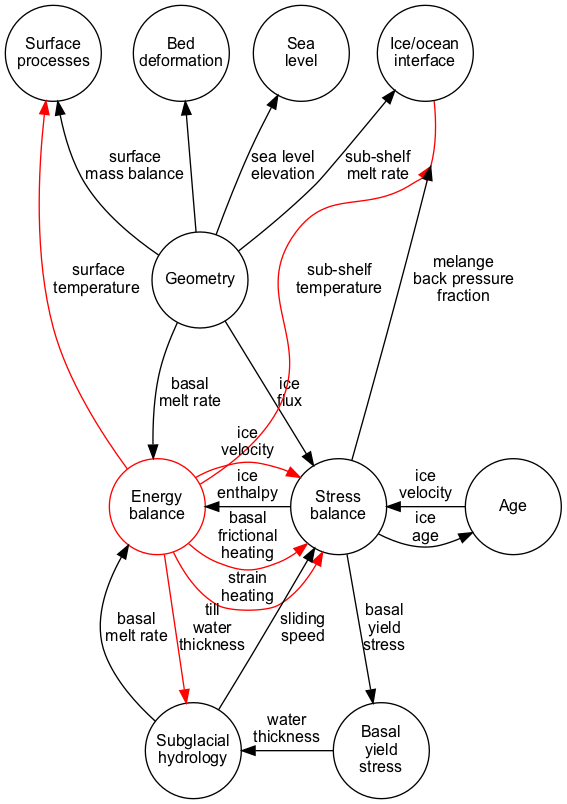 Surface
processes
Bed
deformation
Sea
level
Ice/ocean
interface
surface
mass balance
sea level
elevation
sub-shelf
melt rate
surface
temperature
Geometry
sub-shelf
temperature
melange
back pressure
fraction
basal
melt rate
ice
flux
ice
velocity
ice
enthalpy
Energy
balance
basal
frictional
heating
Stress
balance
ice
velocity
ice
age
Age
strain
heating
basal
melt rate
till
water
thickness
sliding
speed
basal
yield
stress
Subglacial
hydrology
water
thickness
Basal
yield
stress